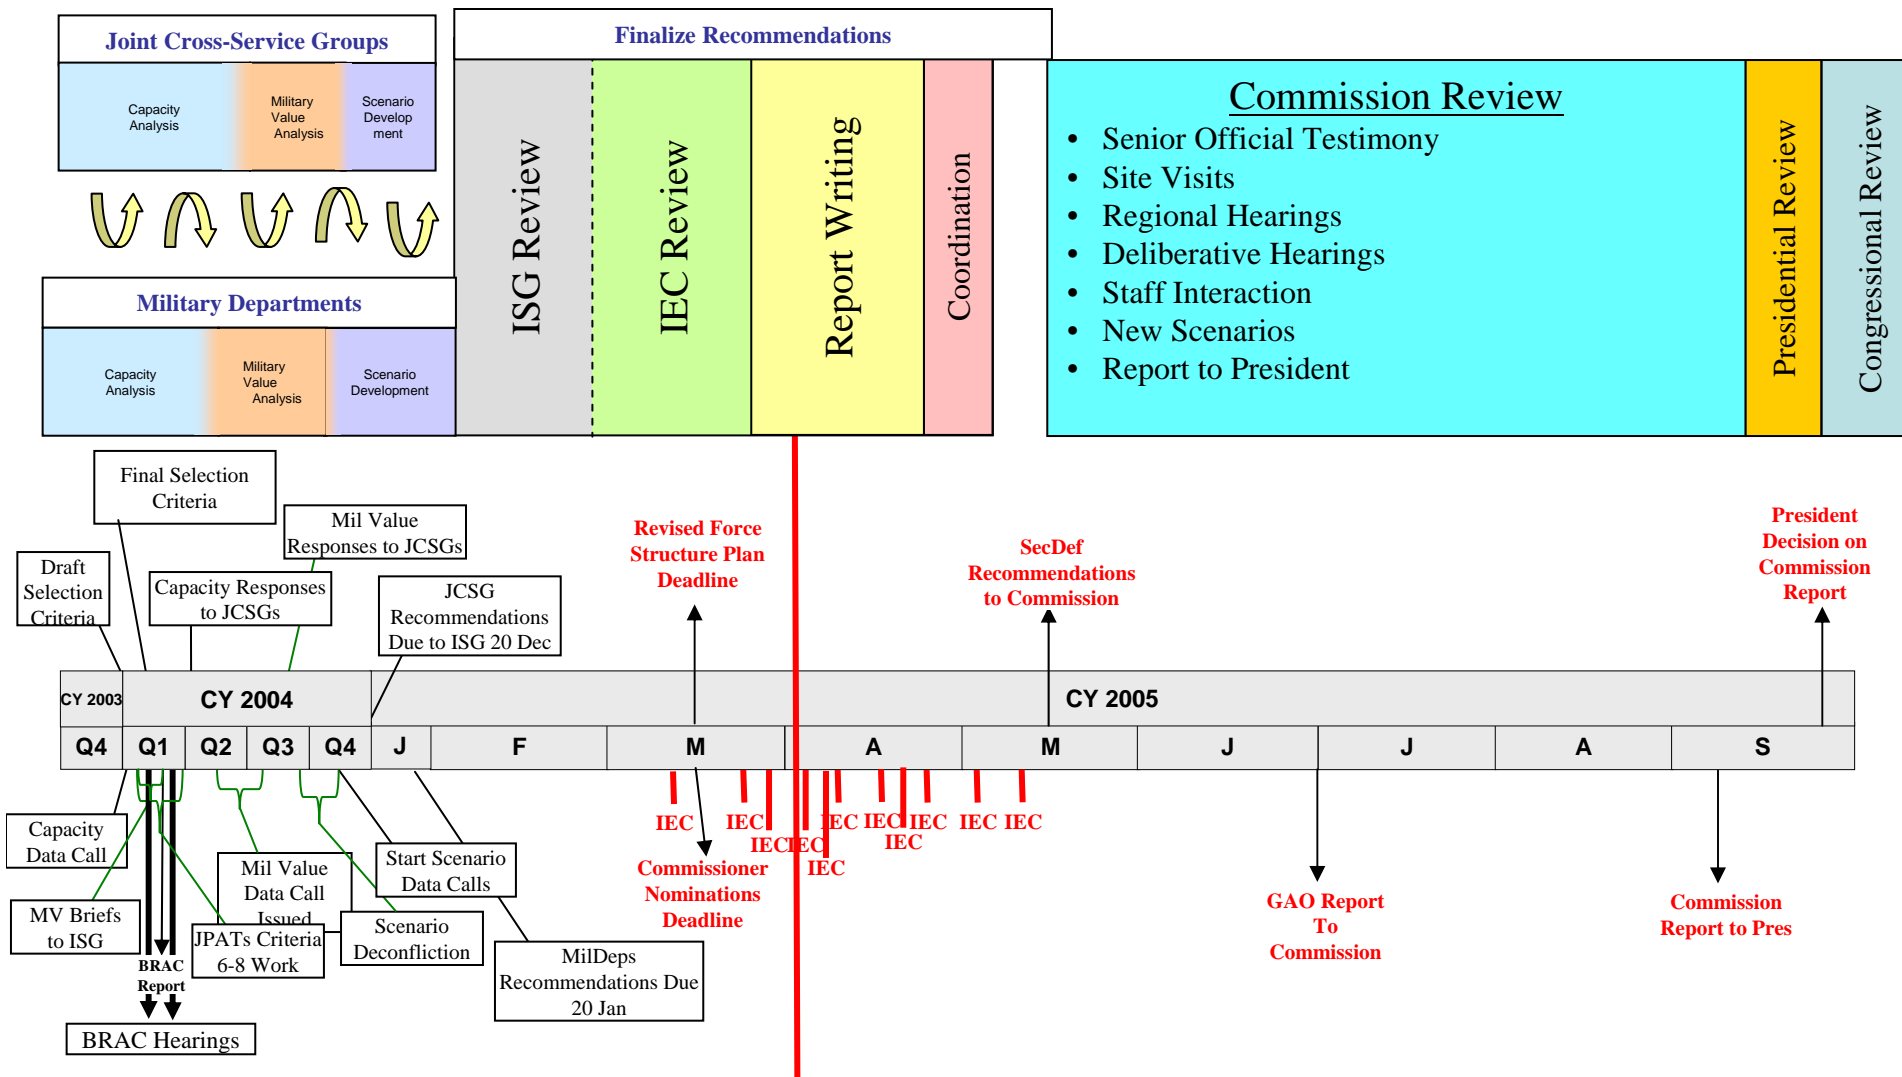 Joint Cross-Service Groups
Capacity
Analysis
Military
Value
Analysis
Scenario
Develop
ment
Military Departments
Capacity
Analysis
Military
Value
Analysis
Scenario
Development
Finalize Recommendations
ISG Review
IEC Review
Report Writing
Coordination
Commission Review
• Senior Official Testimony
• Site Visits
• Regional Hearings
• Deliberative Hearings
• Staff Interaction
• New Scenarios
• Report to President
Presidential Review
Congressional Review
Final Selection
Criteria
Draft
Selection
Criteria
Capacity Responses
to JCSGs
Mil Value
Responses to JCSGs
JCSG
Recommendations
Due to ISG 20 Dec
Revised Force
Structure Plan
Deadline
SecDef
Recommendations
to Commission
President
Decision on
Commission
Report
CY 2003
CY 2004
CY 2005
Q4
Q1
Q2
Q3
Q4
J
F
M
A
M
J
J
A
S
IEC
IEC
IEC
IEC
IEC
IEC
IEC
IEC
IEC
IEC
IEC
Capacity
Data Call
MV Briefs
to ISG
BRAC
Report
BRAC Hearings
Mil Value
Data Call
Issued
JPATs Criteria
6-8 Work
Scenario
Deconfliction
Start Scenario
Data Calls
MilDeps
Recommendations Due
20 Jan
Commissioner
Nominations
Deadline
GAO Report
To
Commission
Commission
Report to Pres